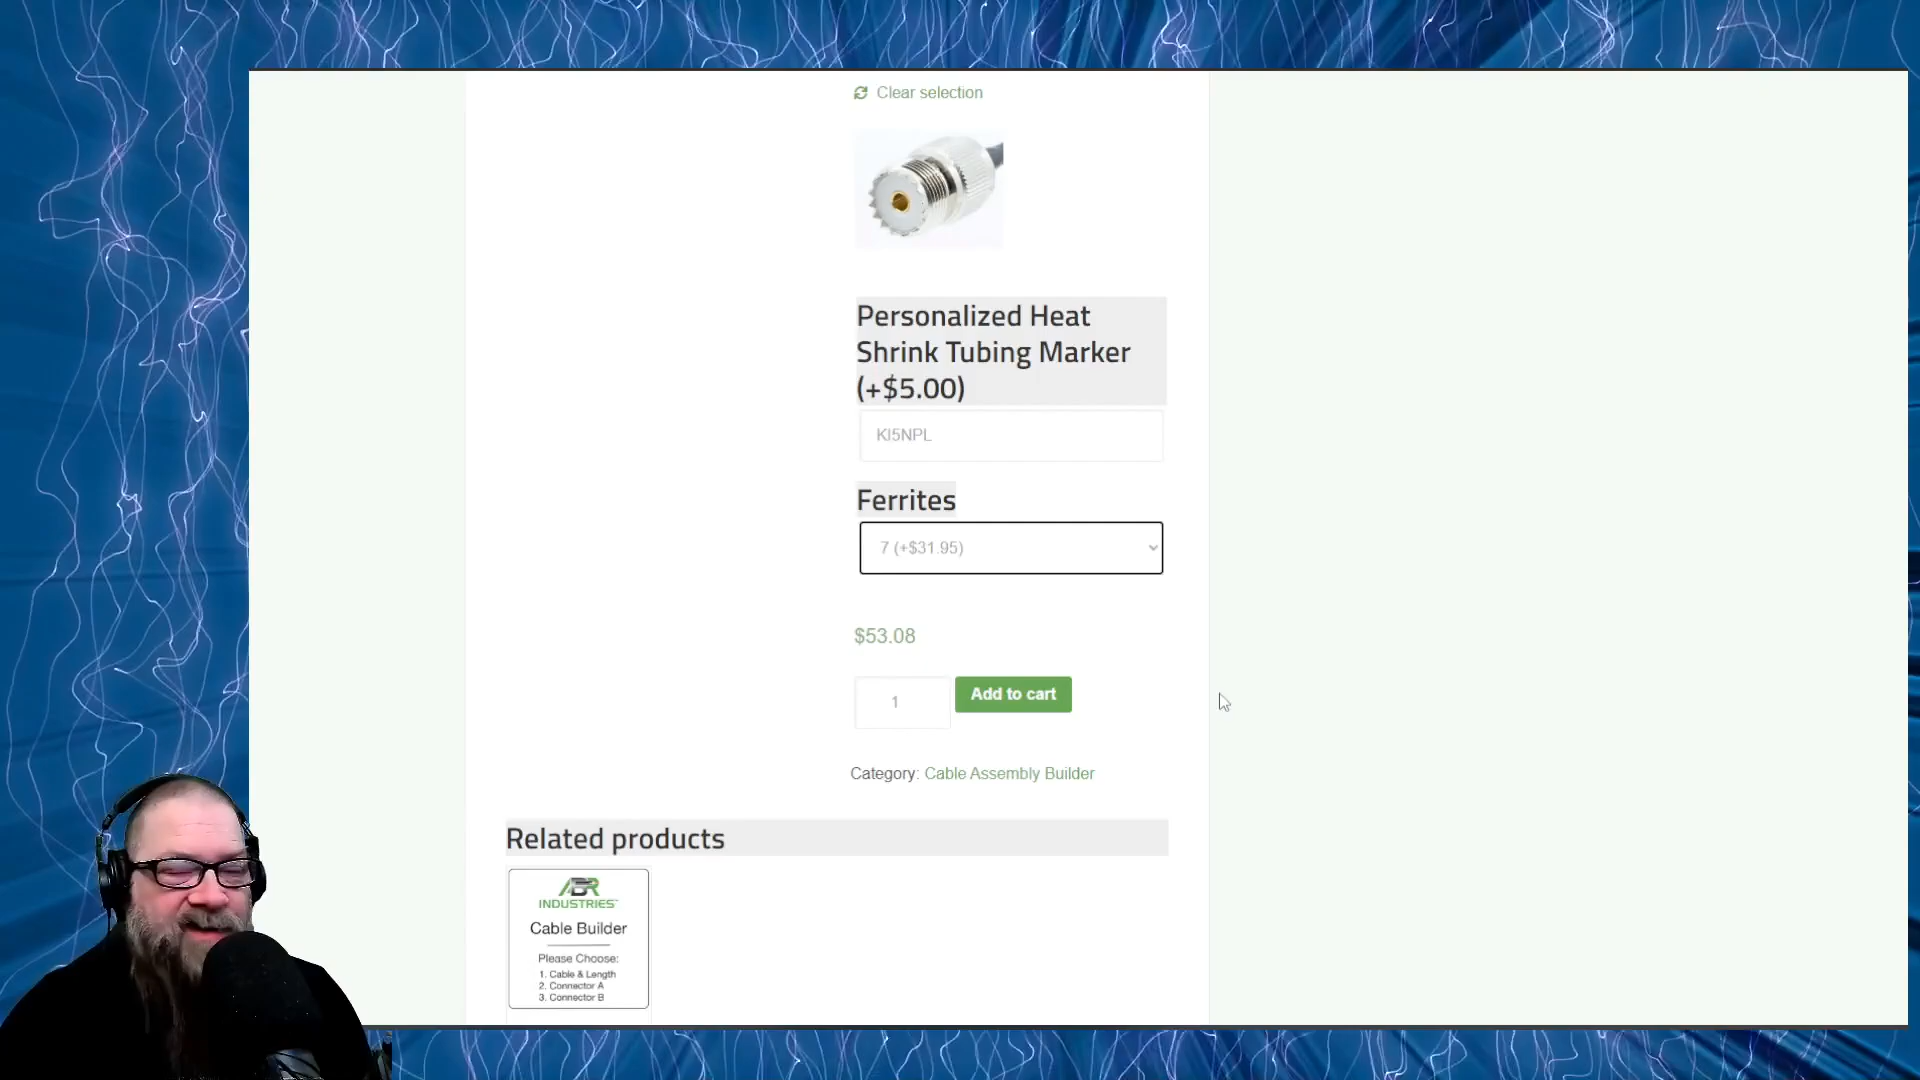 Clear selection
Personalized Heat
Shrink Tubing Marker
(+$5.00)
KI5NPL
Ferrites
7 (+$31.95)
$53.08
1
Add to cart
Category: Cable Assembly Builder
Related products
ABR
INDUSTRIES™
Cable Builder
Please Choose:
1. Cable & Length
2. Connector A
3. Connector B